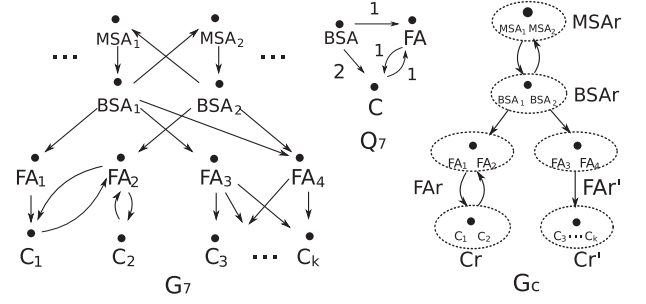 MSA1 MSA2
... ...
BSA1 BSA2
FA1 FA2 FA3 FA4
C1 C2 C3 ... Ck
G7
1
BSA FA
1
2 1
C
Q7
MSA1 MSA2 MSAr
BSA1 BSA2 BSAr
FA1 FA2 FA3 FA4
FAr FAr'
C1 C2 C3 ... Ck
Cr Cr'
Gc